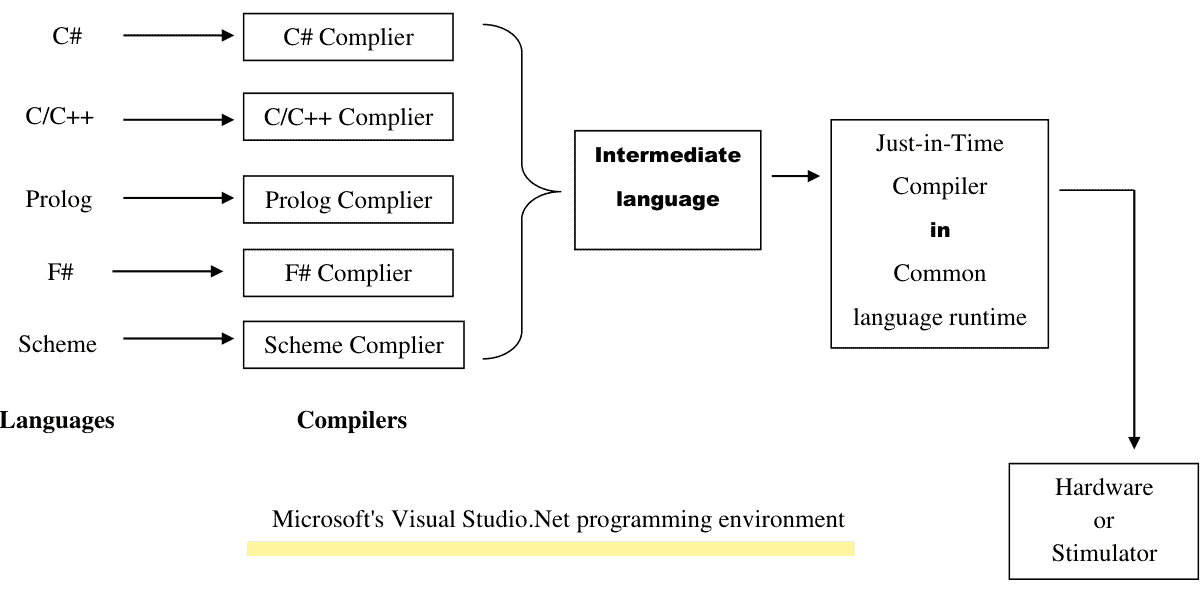 C#
C# Complier
C/C++
C/C++ Complier
Prolog
Prolog Complier
F#
F# Complier
Scheme
Scheme Complier
Languages
Compilers
Intermediate
language
Just-in-Time
Compiler
in
Common
language runtime
Hardware
or
Stimulator
Microsoft's Visual Studio.Net programming environment